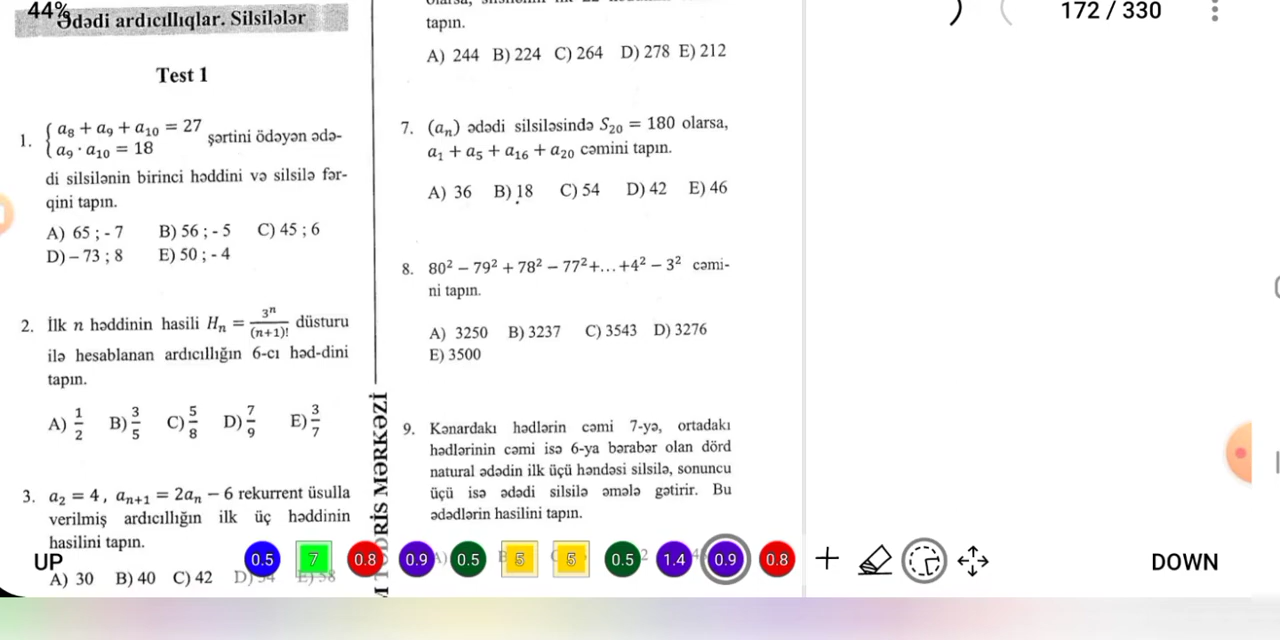 44%
Ədədi ardıcıllıqlar. Silsilələr
Test 1
1. { a₈ + a₉ + a₁₀ = 27
a₉ · a₁₀ = 18 şərtini ödəyən ədə-
di silsilənin birinci həddini və silsilə fər-
qini tapın.
A) 65 ; - 7 B) 56 ; - 5 C) 45 ; 6
D) – 73 ; 8 E) 50 ; - 4
2. İlk n həddinin hasili Hₙ = 3ⁿ/(n+1)! düsturu
ilə hesablanan ardıcıllığın 6-cı həd-dini
tapın.
A) 1/2 B) 3/5 C) 5/8 D) 7/9 E) 3/7
3. a₂ = 4 , aₙ₊₁ = 2aₙ − 6 rekurrent üsulla
verilmiş ardıcıllığın ilk üç həddinin
hasilini tapın.
A) 30 B) 40 C) 42 D) 54 E) 58
tapın.
A) 244 B) 224 C) 264 D) 278 E) 212
7. (aₙ) ədədi silsiləsində S₂₀ = 180 olarsa,
a₁ + a₅ + a₁₆ + a₂₀ cəmini tapın.
A) 36 B) 18 C) 54 D) 42 E) 46
8. 80² − 79² + 78² − 77²+...+4² − 3² cəmi-
ni tapın.
A) 3250 B) 3237 C) 3543 D) 3276
E) 3500
9. Kənardakı hədlərin cəmi 7-yə, ortadakı
hədlərinin cəmi isə 6-ya bərabər olan dörd
natural ədədin ilk üçü həndəsi silsilə, sonuncu
üçü isə ədədi silsilə əmələ gətirir. Bu
ədədlərin hasilini tapın.
MƏRKƏZİ
172 / 330
UP
0.5 7 0.8 0.9 0.5 5 5 0.5 1.4 0.9 0.8
DOWN